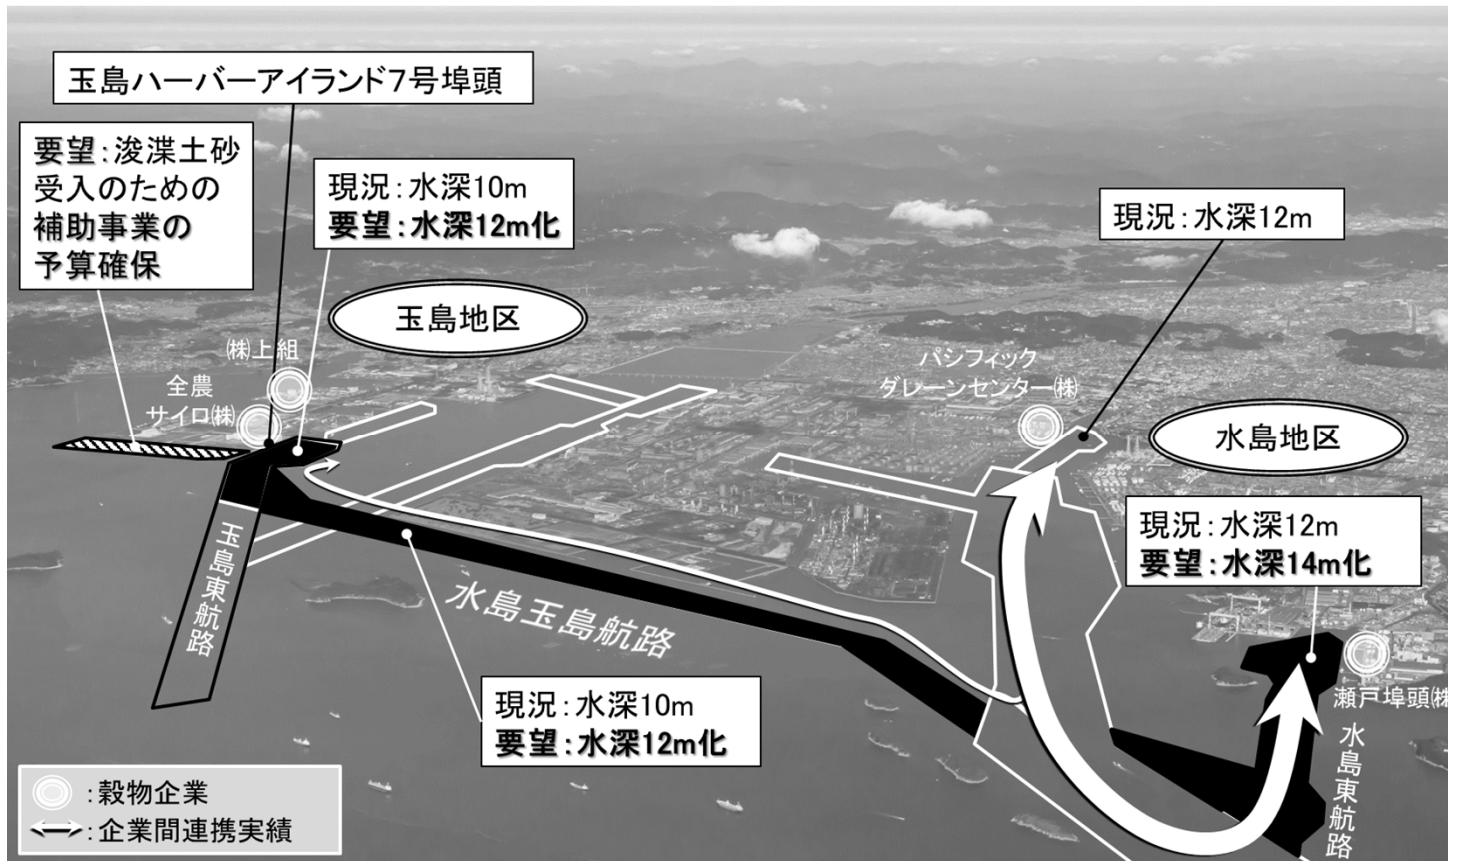 玉島ハーバーアイランド7号埠頭
要望:浚渫土砂
受入のための
補助事業の
予算確保
現況:水深10m
要望:水深12m化
現況:水深12m
玉島地区
㈱上組
全農
サイロ㈱
パシフィック
グレーンセンター㈱
水島地区
現況:水深12m
要望:水深14m化
玉島東航路
水島玉島航路
現況:水深10m
要望:水深12m化
瀬戸埠頭㈱
水島東航路
:穀物企業
:企業間連携実績